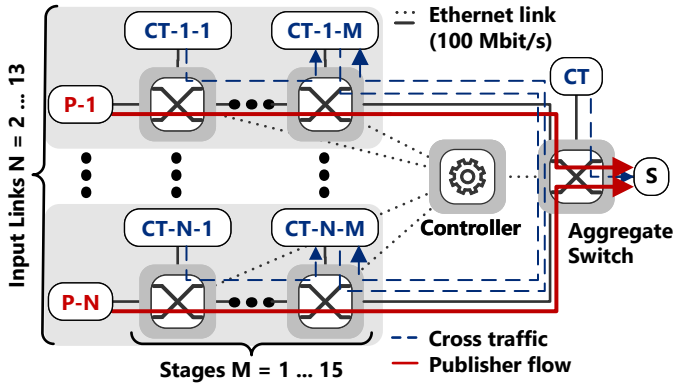 CT-1-1
CT-1-M
Ethernet link
(100 Mbit/s)
CT
P-1
S
Input Links N = 2 ... 13
Controller
Aggregate
Switch
CT-N-1
CT-N-M
P-N
Cross traffic
Publisher flow
Stages M = 1 ... 15